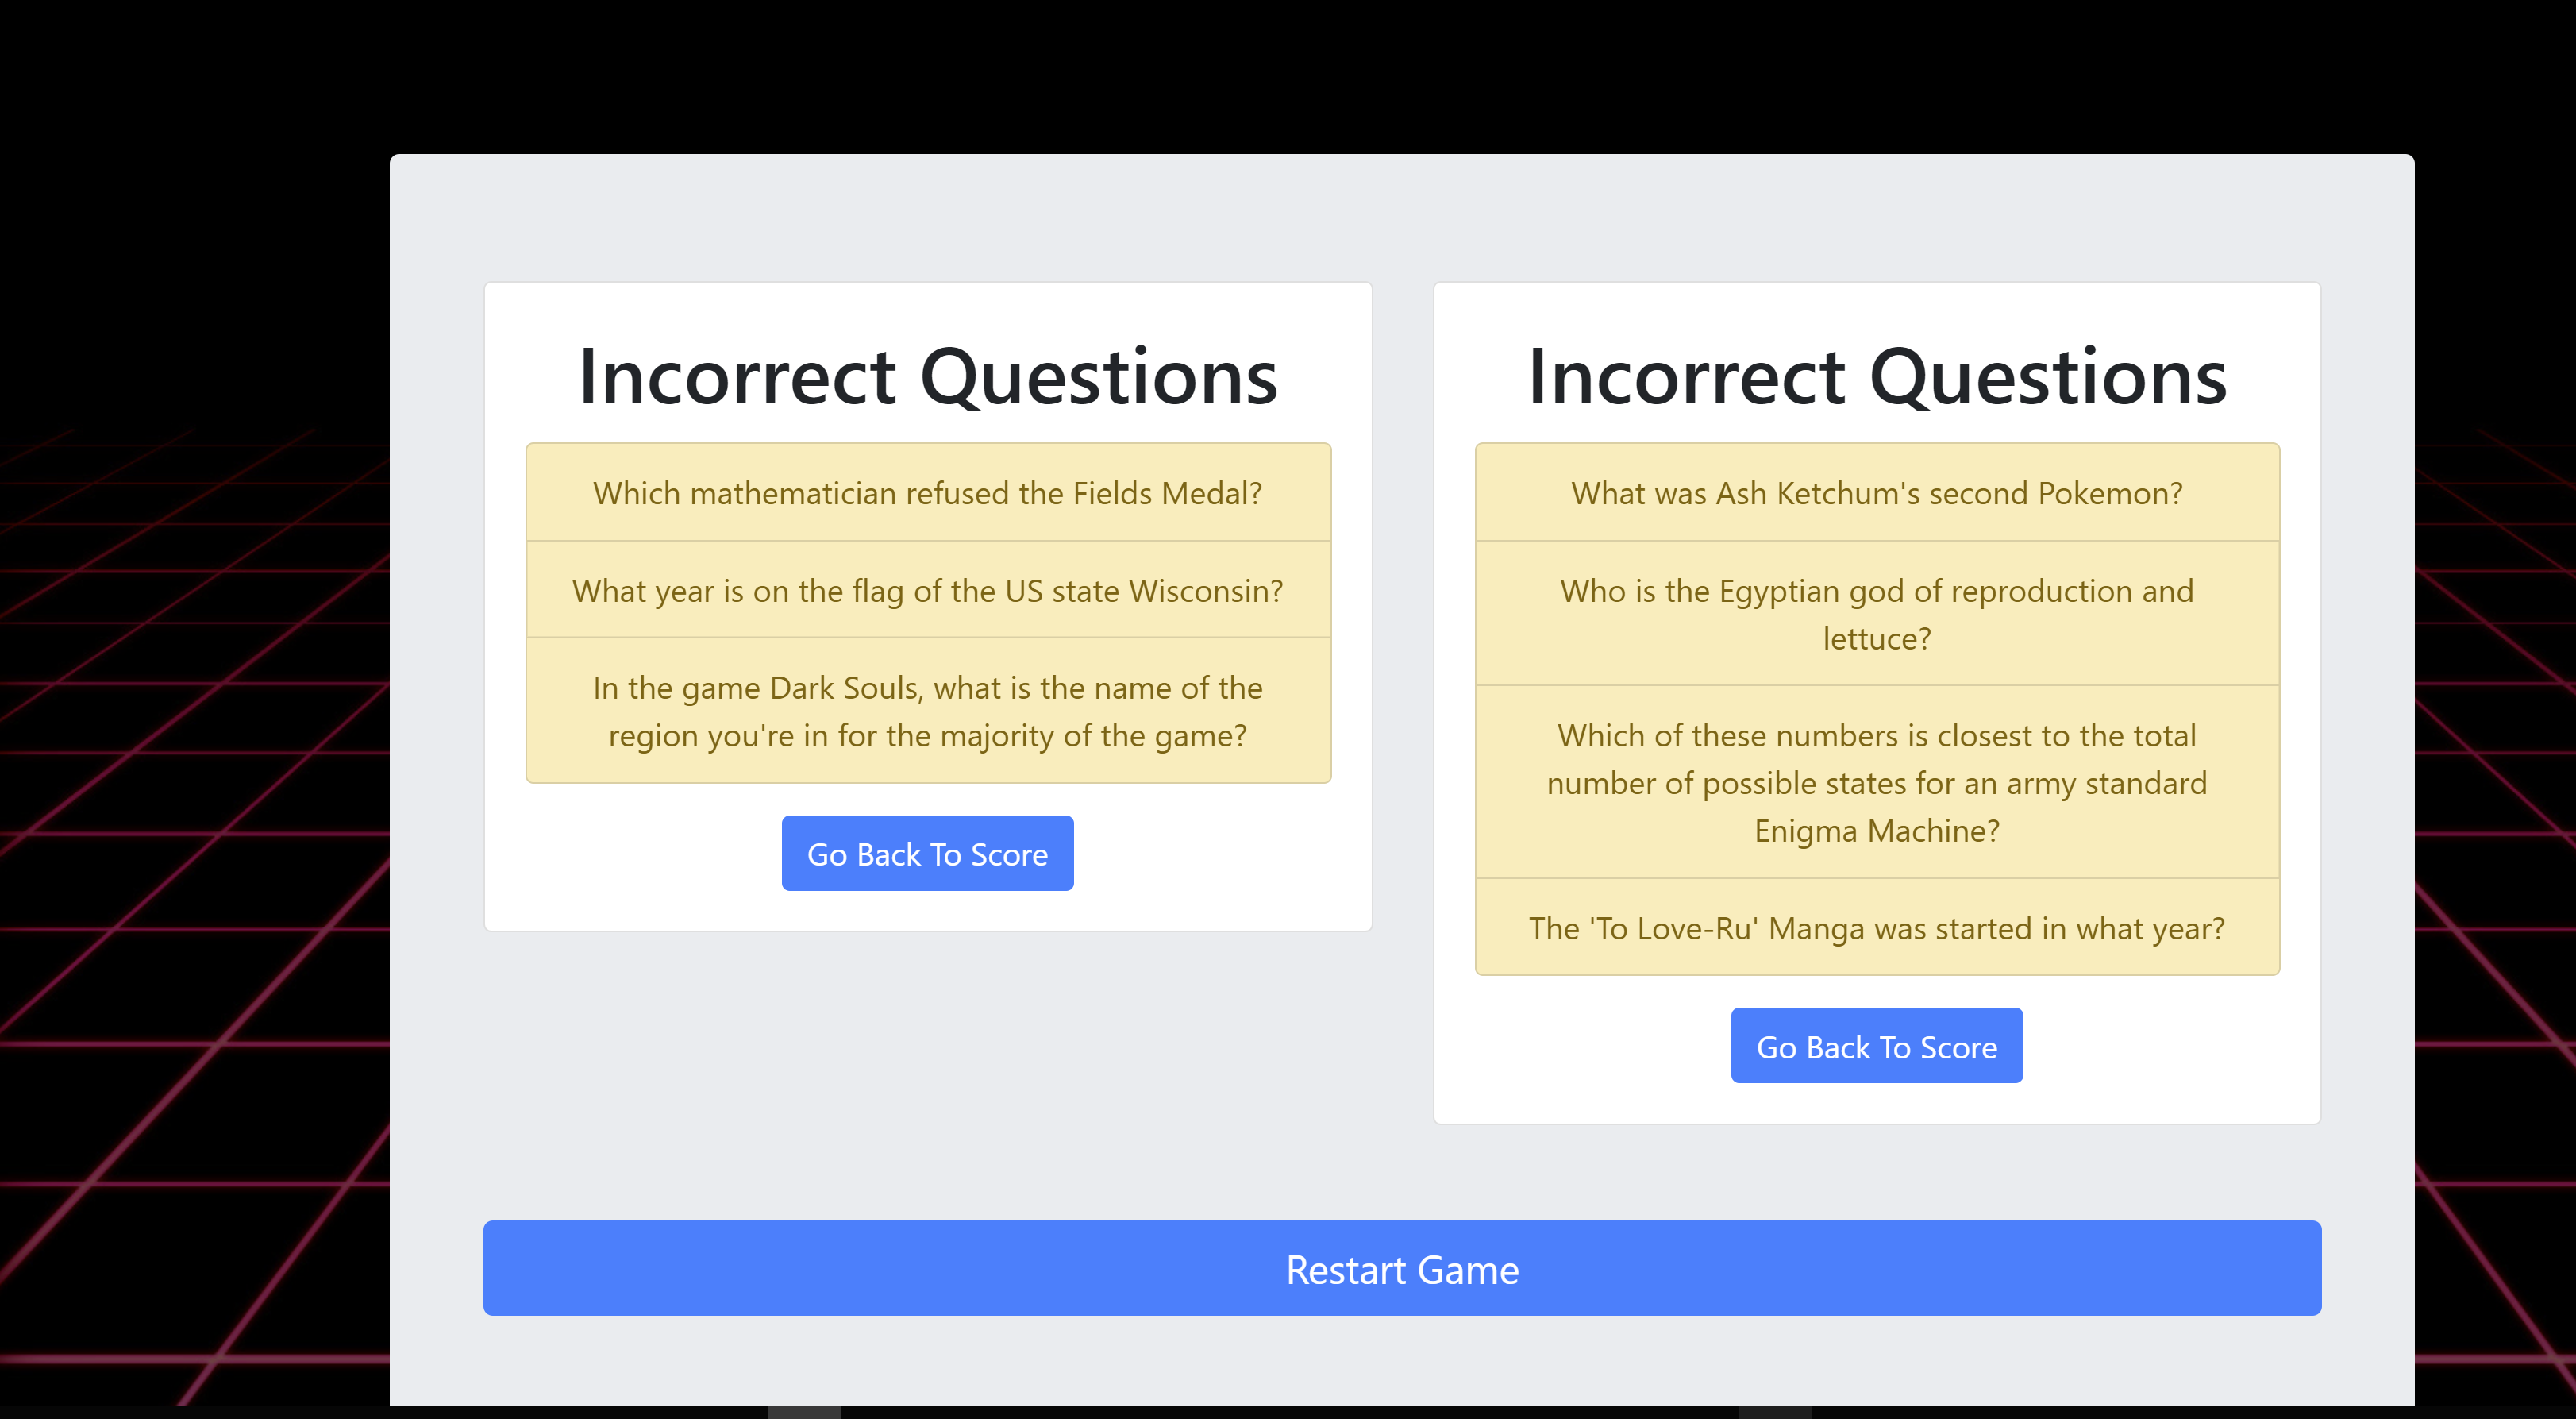 Incorrect Questions
Which mathematician refused the Fields Medal?
What year is on the flag of the US state Wisconsin?
In the game Dark Souls, what is the name of the
region you're in for the majority of the game?
Go Back To Score
Incorrect Questions
What was Ash Ketchum's second Pokemon?
Who is the Egyptian god of reproduction and
lettuce?
Which of these numbers is closest to the total
number of possible states for an army standard
Enigma Machine?
The 'To Love-Ru' Manga was started in what year?
Go Back To Score
Restart Game